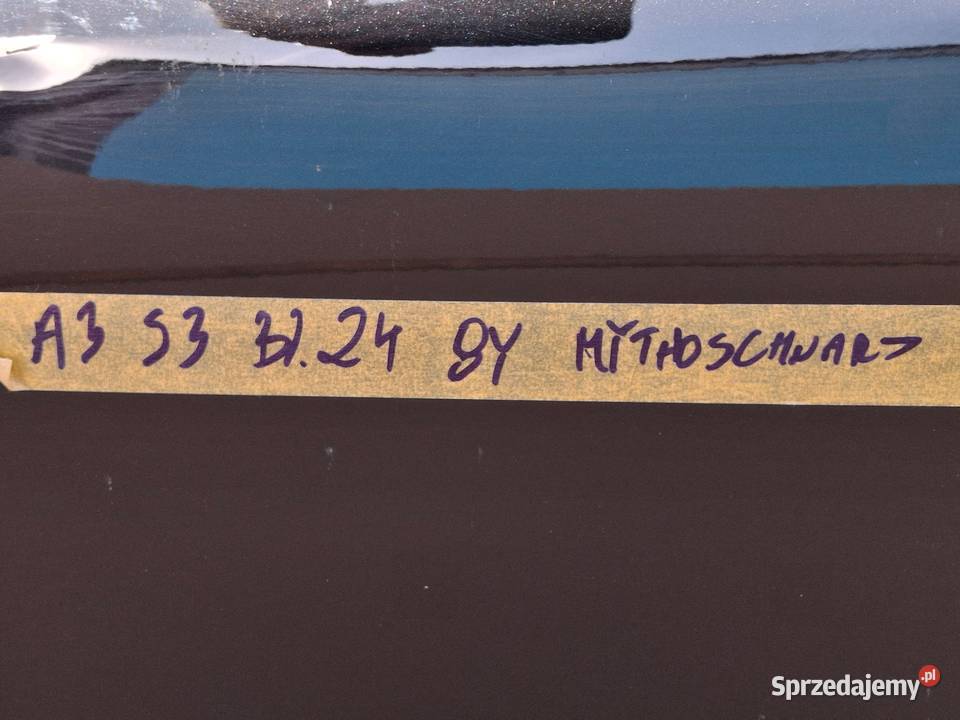 A3 S3 BJ.24 8Y MYTHOSCHWARZ
Sprzedajemy.pl